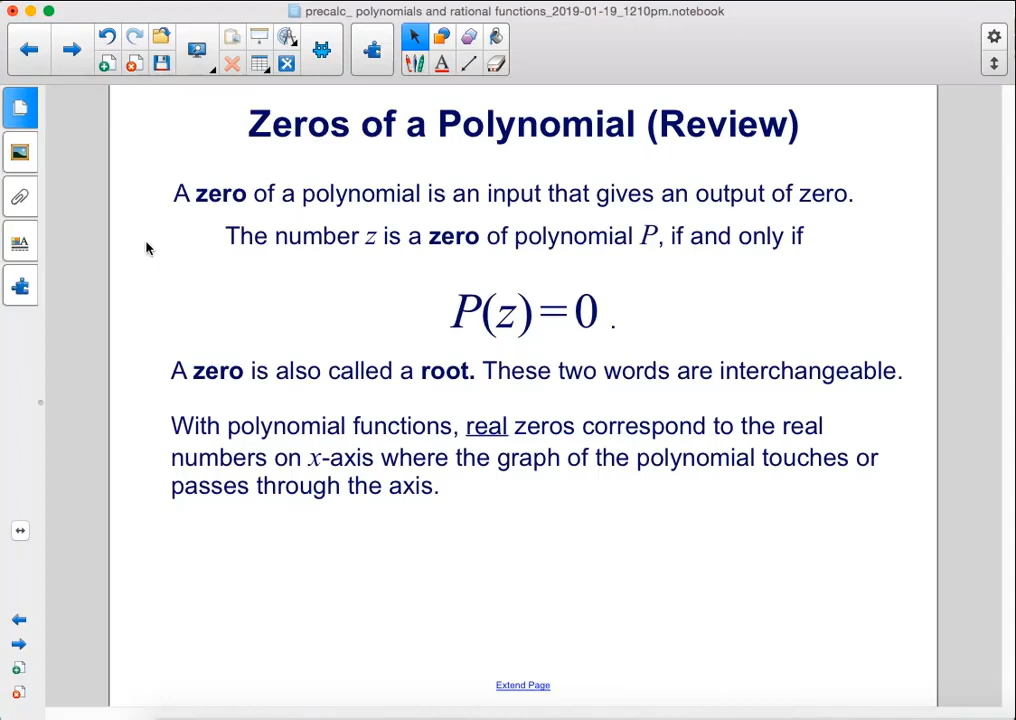 precalc_ polynomials and rational functions_2019-01-19_1210pm.notebook
Zeros of a Polynomial (Review)
A zero of a polynomial is an input that gives an output of zero.
The number z is a zero of polynomial P, if and only if
P(z)=0 .
A zero is also called a root. These two words are interchangeable.
With polynomial functions, real zeros correspond to the real
numbers on x-axis where the graph of the polynomial touches or
passes through the axis.
Extend Page